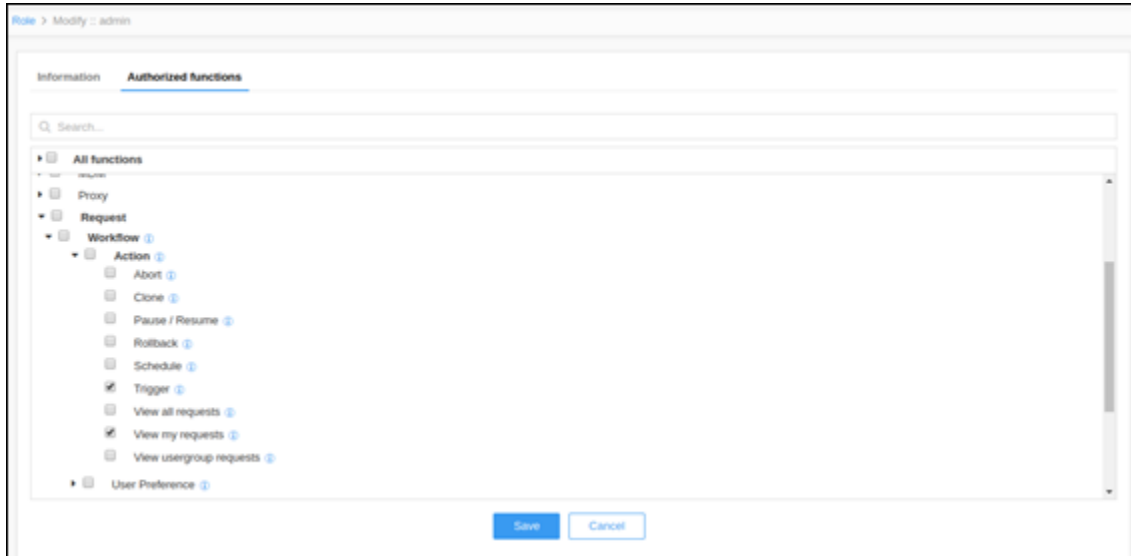 Role > Modify :: admin
Information Authorized functions
Search...
All functions
MDM
Proxy
Request
Workflow
Action
Abort
Clone
Pause / Resume
Rollback
Schedule
Trigger
View all requests
View my requests
View usergroup requests
User Preference
Save Cancel